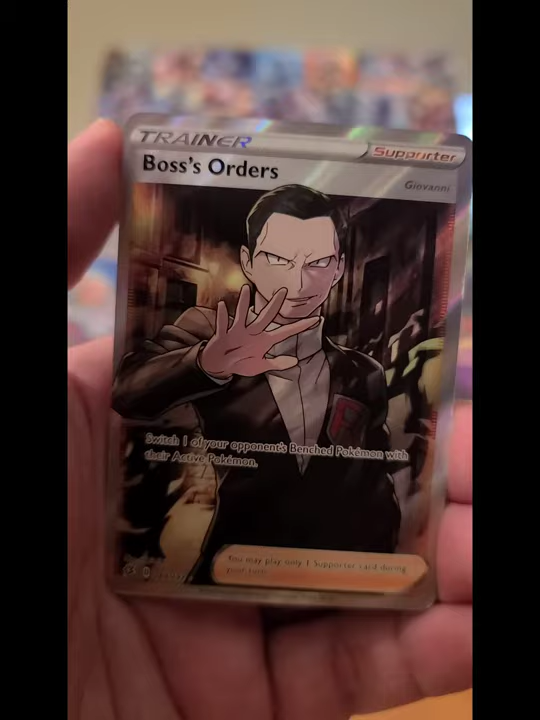 TRAINER
Supporter
Boss's Orders
Giovanni
Switch 1 of your opponent's Benched Pokémon with
their Active Pokémon.
You may play only 1 Supporter card during
your turn.